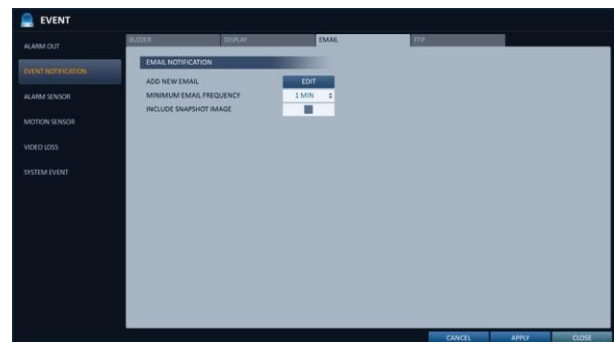 EVENT
BUZZER DISPLAY EMAIL FTP
ALARM OUT
EVENT NOTIFICATION
ALARM SENSOR
MOTION SENSOR
VIDEO LOSS
SYSTEM EVENT
EMAIL NOTIFICATION
ADD NEW EMAIL EDIT
MINIMUM EMAIL FREQUENCY 1 MIN
INCLUDE SNAPSHOT IMAGE
CANCEL APPLY CLOSE